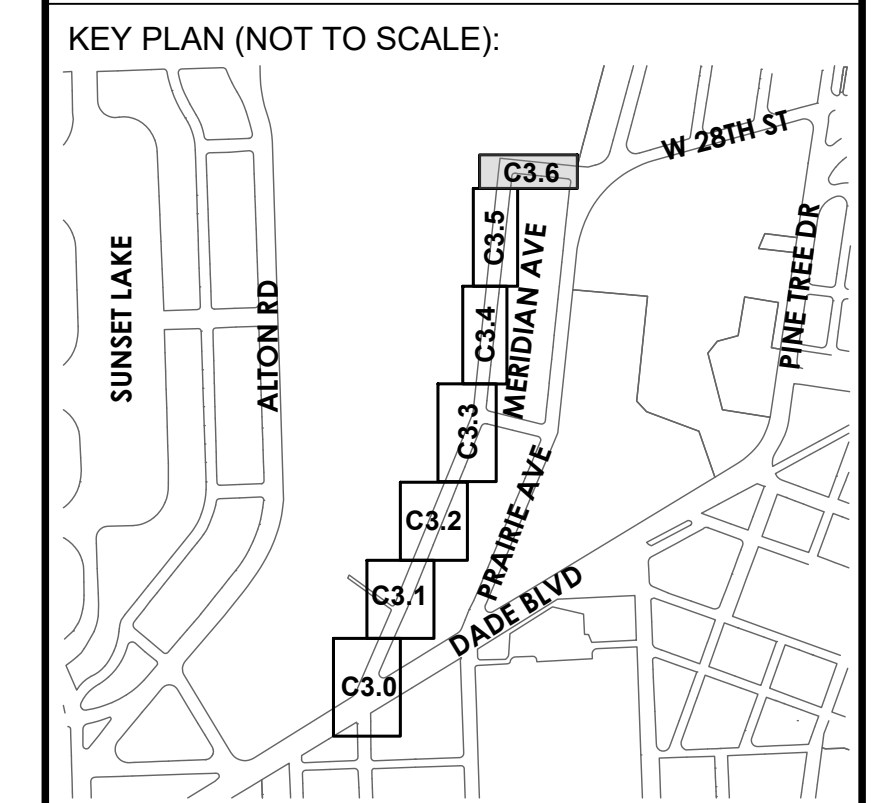 KEY PLAN (NOT TO SCALE):
W 28TH ST
C3.6
C3.5
MERIDIAN AVE
PINE TREE DR
SUNSET LAKE
ALTON RD
C3.4
C3.3
C3.2
PRAIRIE AVE
C3.1
DADE BLVD
C3.0